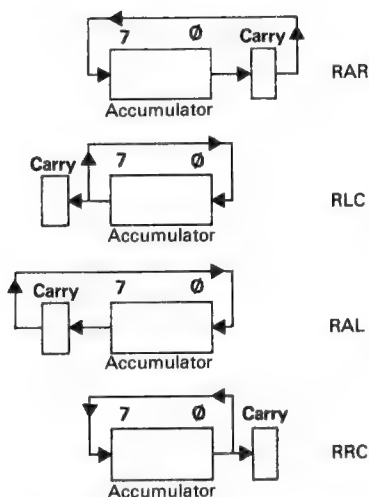 7 Ø Carry
RAR
Accumulator
Carry 7 Ø
RLC
Accumulator
Carry 7 Ø
RAL
Accumulator
7 Ø Carry
RRC
Accumulator